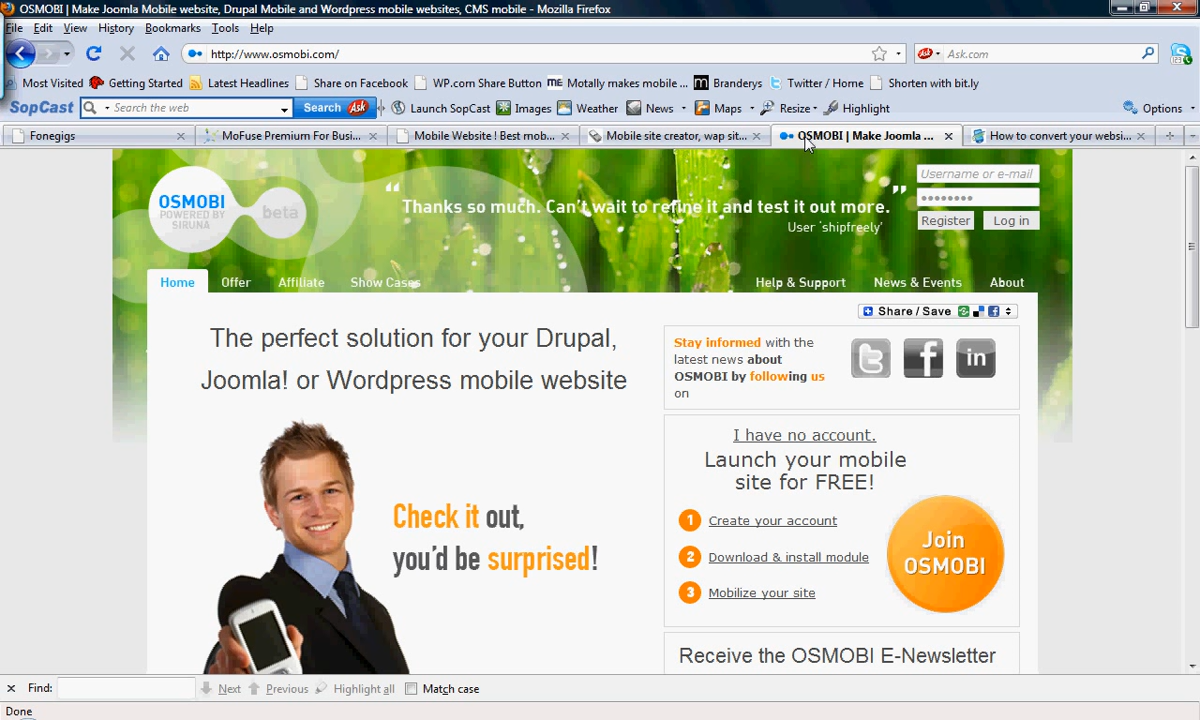 OSMOBI | Make Joomla Mobile website, Drupal Mobile and Wordpress mobile websites, CMS mobile - Mozilla Firefox
File Edit View History Bookmarks Tools Help
http://www.osmobi.com/
Ask.com
Most Visited Getting Started Latest Headlines Share on Facebook WP.com Share Button Motally makes mobile ... Branderys Twitter / Home Shorten with bit.ly
SopCast Search the web Search Ask Launch SopCast Images Weather News Maps Resize Highlight Options
Fonegigs MoFuse Premium For Busi... Mobile Website ! Best mob... Mobile site creator, wap sit... OSMOBI | Make Joomla ... How to convert your websi...
OSMOBI
POWERED BY
SIRUNA
beta
“Thanks so much. Can't wait to refine it and test it out more.”
User 'shipfreely'
Username or e-mail
Register Log in
Home Offer Affiliate Show Cases Help & Support News & Events About
Share / Save
The perfect solution for your Drupal,
Joomla! or Wordpress mobile website
Check it out,
you'd be surprised!
Stay informed with the
latest news about
OSMOBI by following us
on
I have no account.
Launch your mobile
site for FREE!
1 Create your account
2 Download & install module
3 Mobilize your site
Join
OSMOBI
Receive the OSMOBI E-Newsletter
Find: Next Previous Highlight all Match case
Done